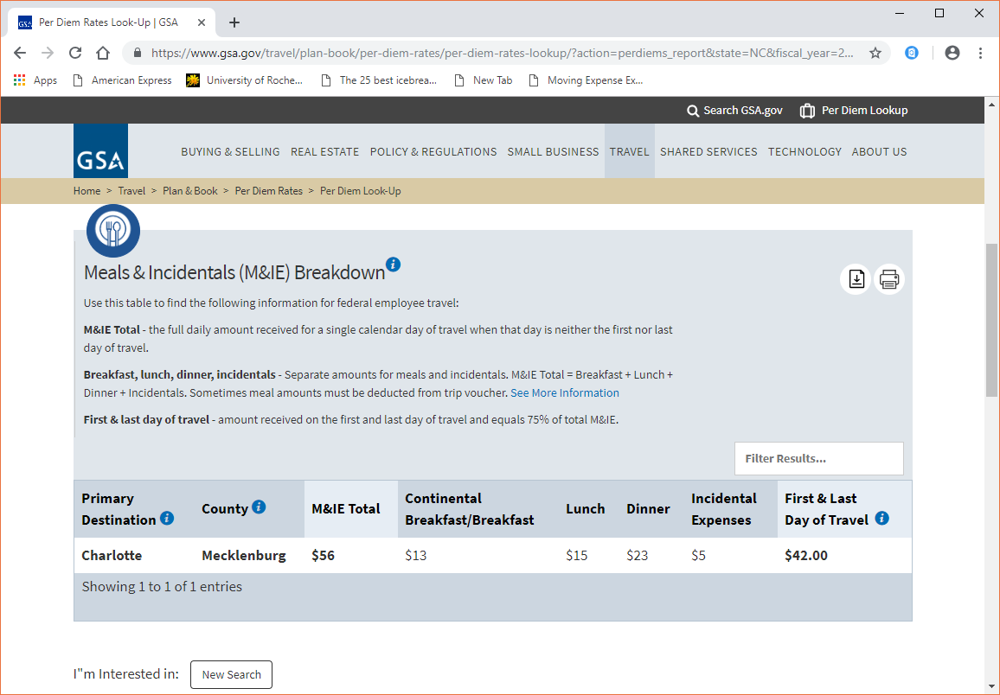 GSA Per Diem Rates Look-Up | GSA
https://www.gsa.gov/travel/plan-book/per-diem-rates/per-diem-rates-lookup/?action=perdiems_report&state=NC&fiscal_year=2...
Apps American Express University of Roche... The 25 best icebrea... New Tab Moving Expense Ex...
Search GSA.gov Per Diem Lookup
GSA
BUYING & SELLING REAL ESTATE POLICY & REGULATIONS SMALL BUSINESS TRAVEL SHARED SERVICES TECHNOLOGY ABOUT US
Home > Travel > Plan & Book > Per Diem Rates > Per Diem Look-Up
Meals & Incidentals (M&IE) Breakdown i
Use this table to find the following information for federal employee travel:
M&IE Total - the full daily amount received for a single calendar day of travel when that day is neither the first nor last
day of travel.
Breakfast, lunch, dinner, incidentals - Separate amounts for meals and incidentals. M&IE Total = Breakfast + Lunch +
Dinner + Incidentals. Sometimes meal amounts must be deducted from trip voucher. See More Information
First & last day of travel - amount received on the first and last day of travel and equals 75% of total M&IE.
Filter Results...
Primary Destination i County i M&IE Total Continental Breakfast/Breakfast Lunch Dinner Incidental Expenses First & Last Day of Travel i
Charlotte Mecklenburg $56 $13 $15 $23 $5 $42.00
Showing 1 to 1 of 1 entries
I"m Interested in: New Search